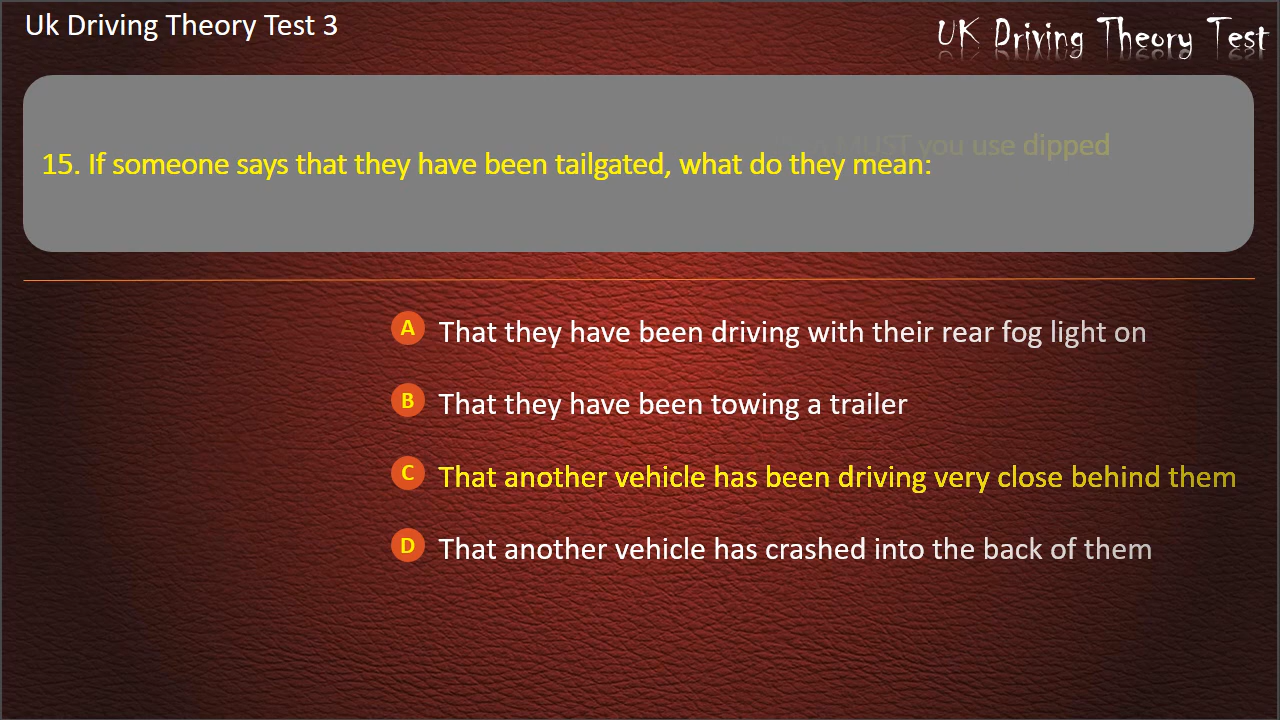 Uk Driving Theory Test 3
UK Driving Theory Test
MUST you use dipped
15. If someone says that they have been tailgated, what do they mean:
A That they have been driving with their rear fog light on
B That they have been towing a trailer
C That another vehicle has been driving very close behind them
D That another vehicle has crashed into the back of them